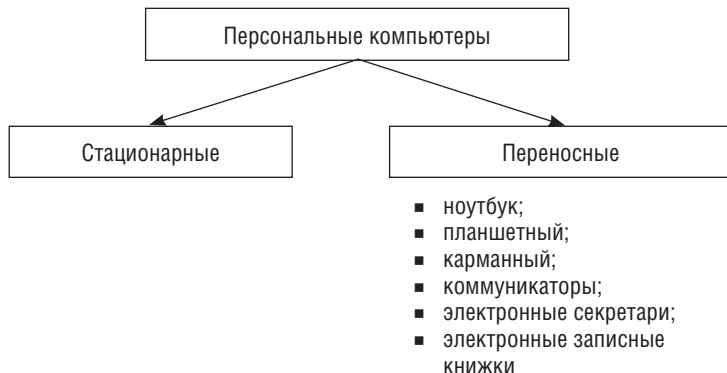 Персональные компьютеры
Стационарные
Переносные
▪ ноутбук;
▪ планшетный;
▪ карманный;
▪ коммуникаторы;
▪ электронные секретари;
▪ электронные записные
книжки